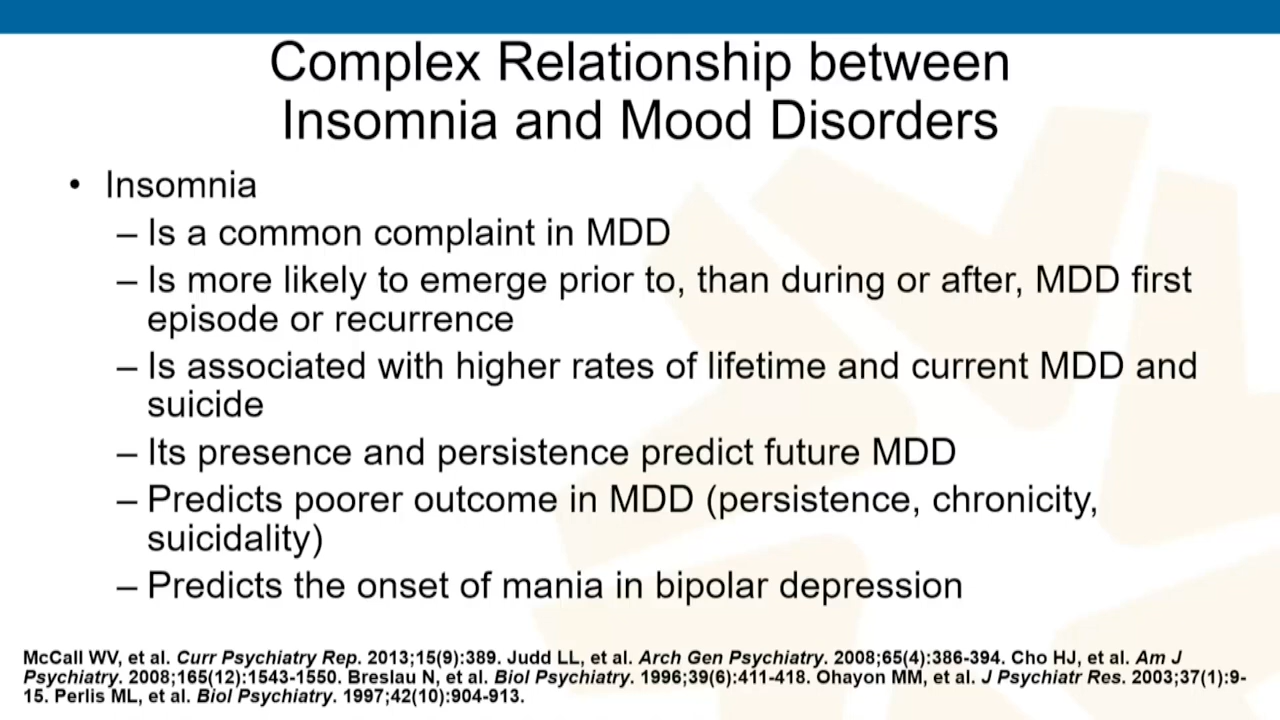 Complex Relationship between
Insomnia and Mood Disorders
• Insomnia
– Is a common complaint in MDD
– Is more likely to emerge prior to, than during or after, MDD first
episode or recurrence
– Is associated with higher rates of lifetime and current MDD and
suicide
– Its presence and persistence predict future MDD
– Predicts poorer outcome in MDD (persistence, chronicity,
suicidality)
– Predicts the onset of mania in bipolar depression
McCall WV, et al. Curr Psychiatry Rep. 2013;15(9):389. Judd LL, et al. Arch Gen Psychiatry. 2008;65(4):386-394. Cho HJ, et al. Am J
Psychiatry. 2008;165(12):1543-1550. Breslau N, et al. Biol Psychiatry. 1996;39(6):411-418. Ohayon MM, et al. J Psychiatr Res. 2003;37(1):9-
15. Perlis ML, et al. Biol Psychiatry. 1997;42(10):904-913.